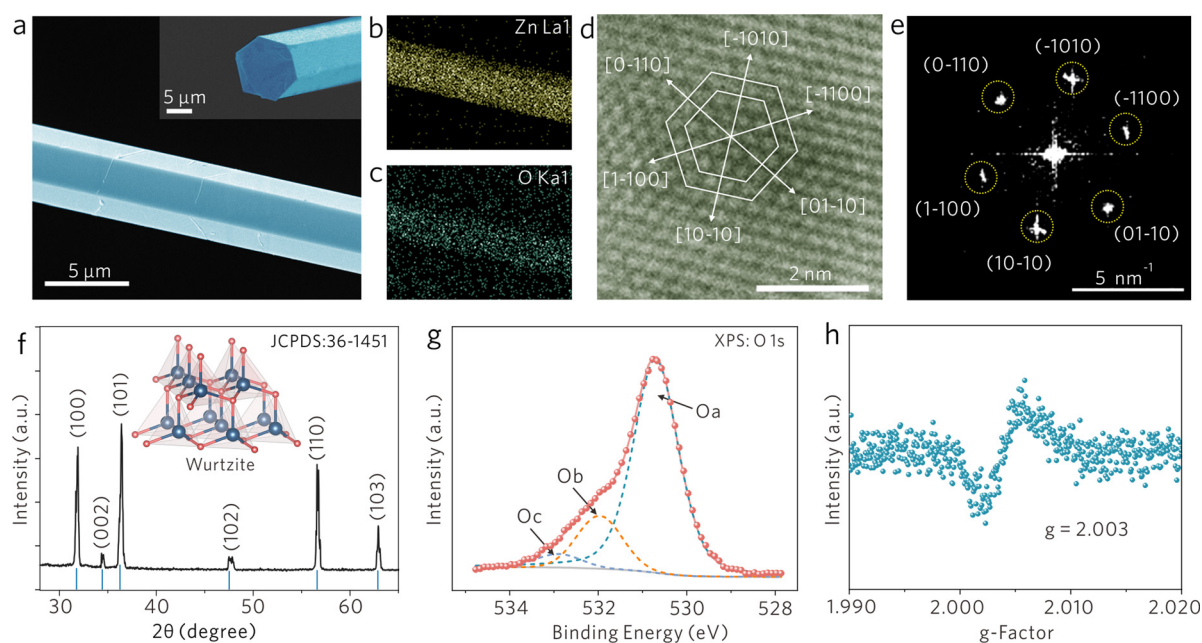 a
5 μm
5 μm
b
Zn La1
c
O Ka1
d
[-1010]
[0-110]
[-1100]
[1-100]
[01-10]
[10-10]
2 nm
e
(-1010)
(0-110)
(-1100)
(1-100)
(01-10)
(10-10)
5 nm⁻¹
f
JCPDS:36-1451
(100)
(002)
(101)
Wurtzite
(102)
(110)
(103)
Intensity (a.u.)
30 40 50 60
2θ (degree)
g
XPS: O 1s
Oa
Ob
Oc
Intensity (a.u.)
534 532 530 528
Binding Energy (eV)
h
g = 2.003
Intensity (a.u.)
1.990 2.000 2.010 2.020
g-Factor